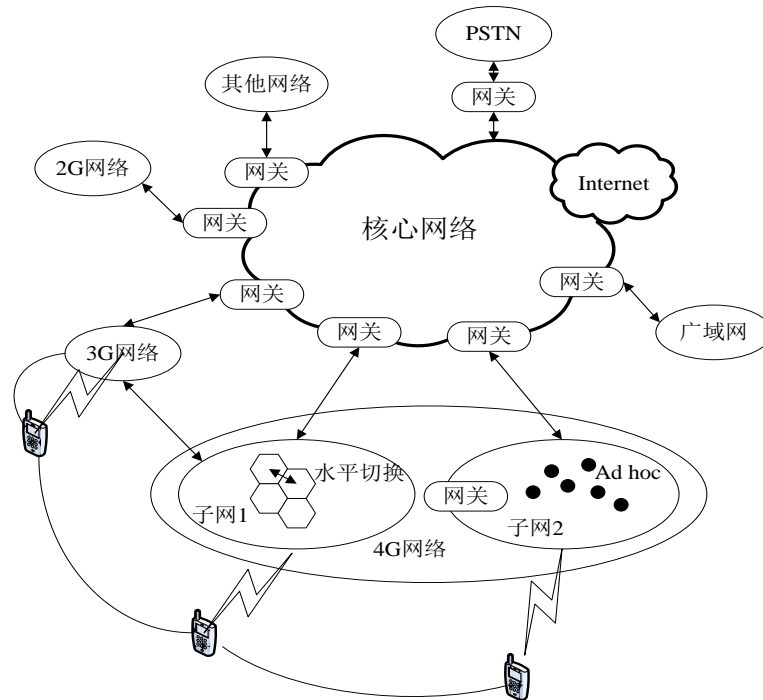 PSTN
网关
其他网络
网关
2G网络
网关
Internet
核心网络
网关
网关
网关
网关
广域网
3G网络
水平切换
Ad hoc
网关
子网1
子网2
4G网络